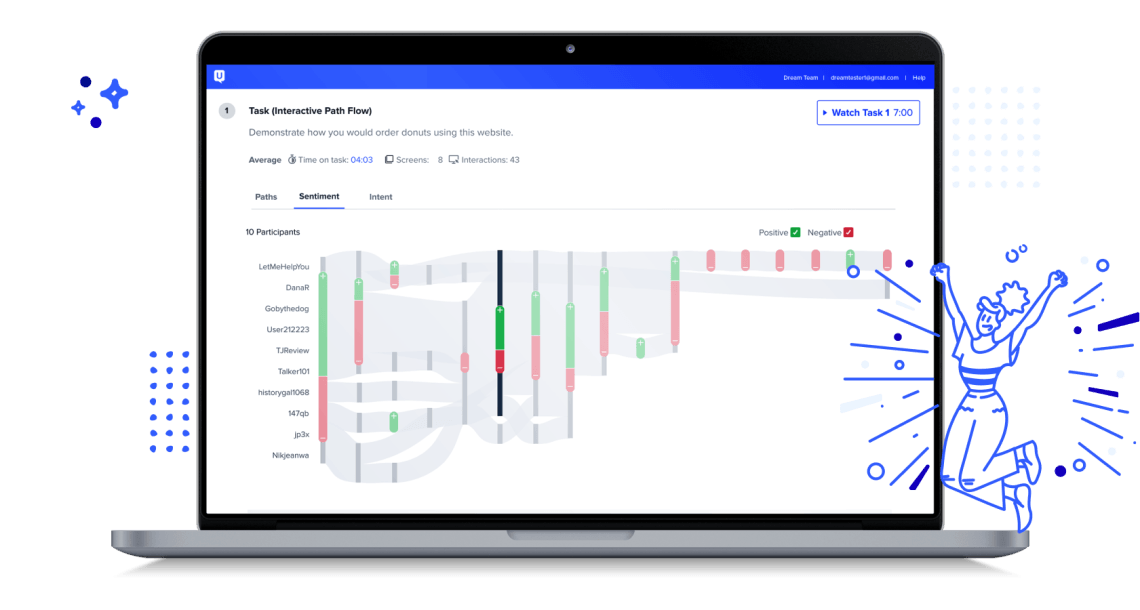 U
Dream Team | dreamtester1@gmail.com | Help
1 Task (Interactive Path Flow)
Watch Task 1 7:00
Demonstrate how you would order donuts using this website.
Average Time on task: 04:03 Screens: 8 Interactions: 43
Paths Sentiment Intent
10 Participants
Positive Negative
LetMeHelpYou
DanaR
Gobythedog
User212223
TJReview
Talker101
historygal1068
147qb
jp3x
Nikjeanwa